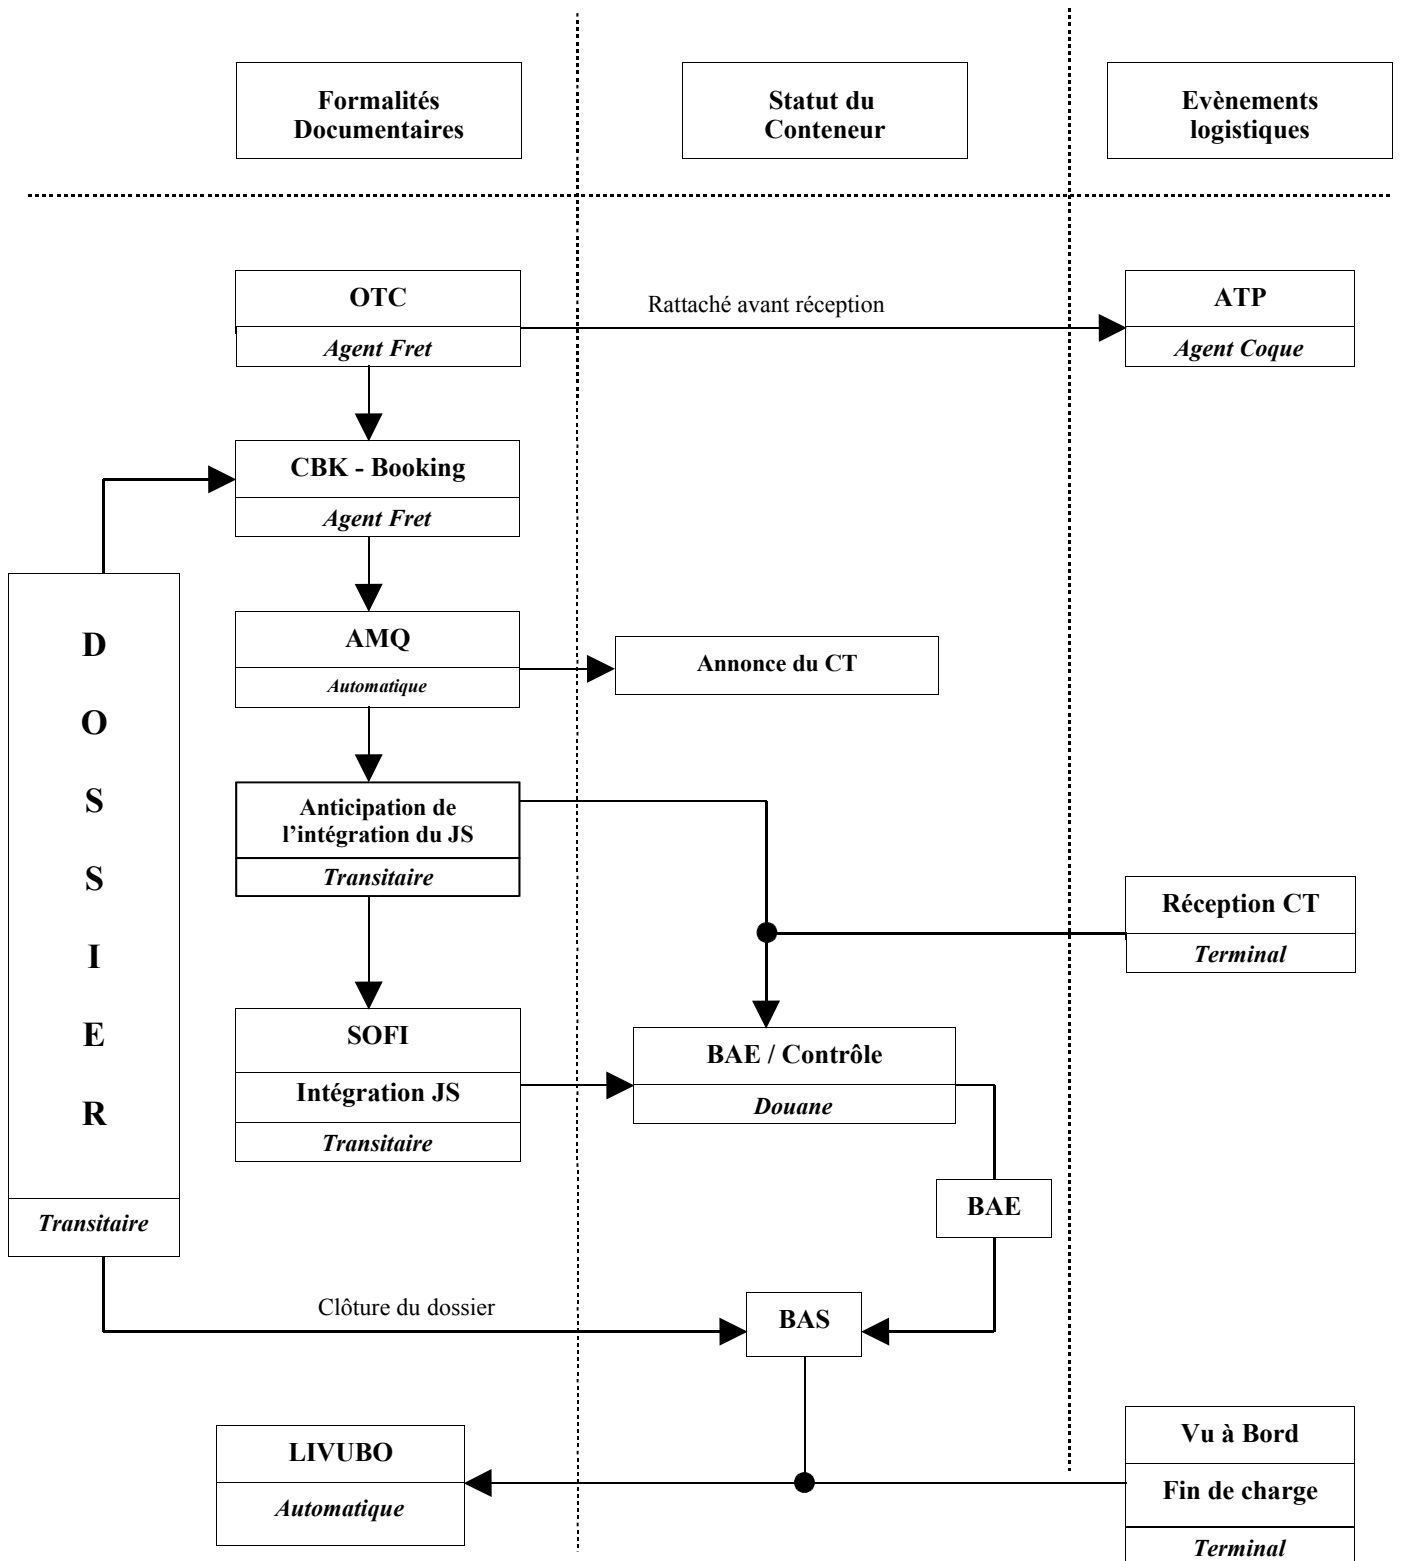 Formalités
Documentaires
Statut du
Conteneur
Evènements
logistiques
OTC
Agent Fret
Rattaché avant réception
ATP
Agent Coque
CBK - Booking
Agent Fret
AMQ
Automatique
Annonce du CT
D
O
S
S
I
E
R
Transitaire
Anticipation de
l'intégration du JS
Transitaire
Réception CT
Terminal
SOFI
Intégration JS
Transitaire
BAE / Contrôle
Douane
BAE
Clôture du dossier
BAS
LIVUBO
Automatique
Vu à Bord
Fin de charge
Terminal